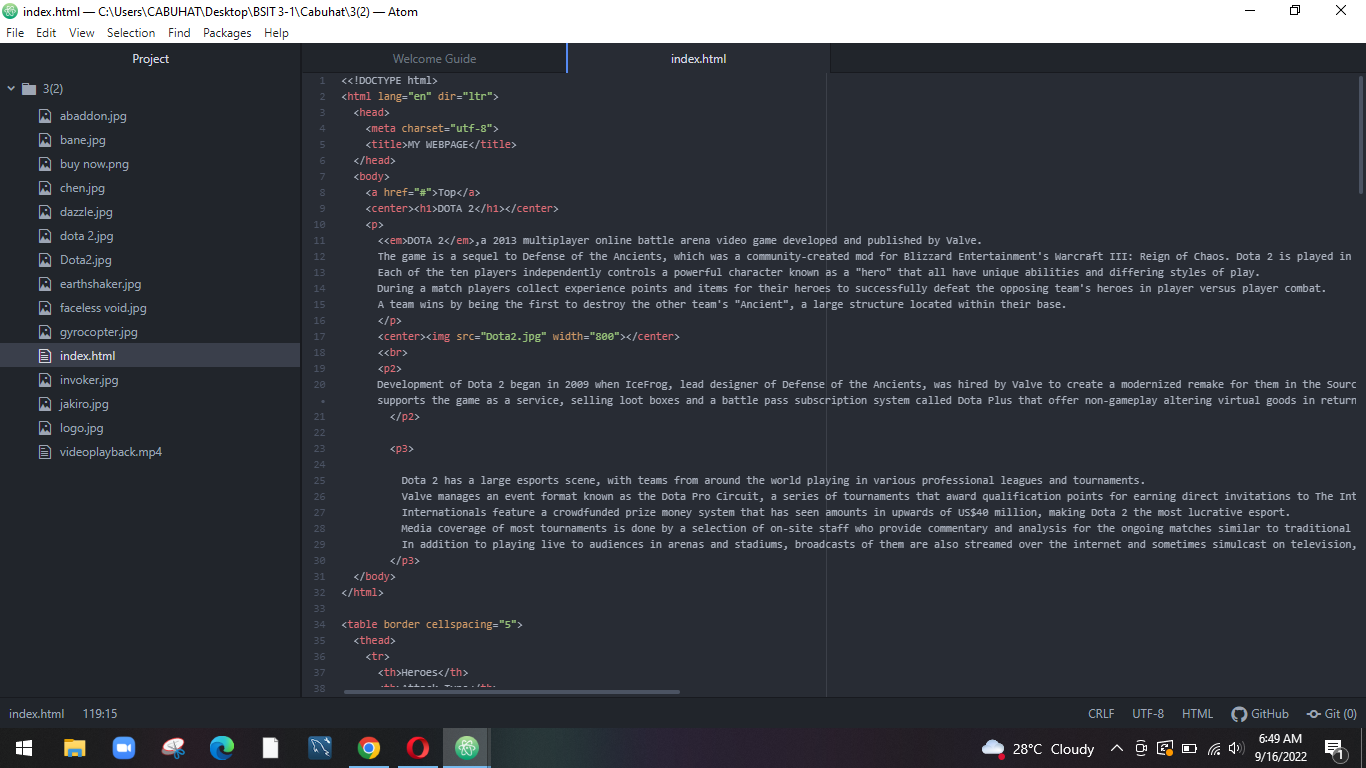 index.html — C:\Users\CABUHAT\Desktop\BSIT 3-1\Cabuhat\3(2) — Atom
File Edit View Selection Find Packages Help
Project
Welcome Guide
index.html
3(2)
abaddon.jpg
bane.jpg
buy now.png
chen.jpg
dazzle.jpg
dota 2.jpg
Dota2.jpg
earthshaker.jpg
faceless void.jpg
gyrocopter.jpg
index.html
invoker.jpg
jakiro.jpg
logo.jpg
videoplayback.mp4
1 <<!DOCTYPE html>
2 <html lang="en" dir="ltr">
3 <head>
4 <meta charset="utf-8">
5 <title>MY WEBPAGE</title>
6 </head>
7 <body>
8 <a href="#">Top</a>
9 <center><h1>DOTA 2</h1></center>
10 <p>
11 <<em>DOTA 2</em>,a 2013 multiplayer online battle arena video game developed and published by Valve.
12 The game is a sequel to Defense of the Ancients, which was a community-created mod for Blizzard Entertainment's Warcraft III: Reign of Chaos. Dota 2 is played in
13 Each of the ten players independently controls a powerful character known as a "hero" that all have unique abilities and differing styles of play.
14 During a match players collect experience points and items for their heroes to successfully defeat the opposing team's heroes in player versus player combat.
15 A team wins by being the first to destroy the other team's "Ancient", a large structure located within their base.
16 </p>
17 <center><img src="Dota2.jpg" width="800"></center>
18 <<br>
19 <p2>
20 Development of Dota 2 began in 2009 when IceFrog, lead designer of Defense of the Ancients, was hired by Valve to create a modernized remake for them in the Sourc
• supports the game as a service, selling loot boxes and a battle pass subscription system called Dota Plus that offer non-gameplay altering virtual goods in return
21 </p2>
22
23 <p3>
24
25 Dota 2 has a large esports scene, with teams from around the world playing in various professional leagues and tournaments.
26 Valve manages an event format known as the Dota Pro Circuit, a series of tournaments that award qualification points for earning direct invitations to The Int
27 Internationals feature a crowdfunded prize money system that has seen amounts in upwards of US$40 million, making Dota 2 the most lucrative esport.
28 Media coverage of most tournaments is done by a selection of on-site staff who provide commentary and analysis for the ongoing matches similar to traditional
29 In addition to playing live to audiences in arenas and stadiums, broadcasts of them are also streamed over the internet and sometimes simulcast on television,
30 </p3>
31 </body>
32 </html>
33
34 <table border cellspacing="5">
35 <thead>
36 <tr>
37 <th>Heroes</th>
38 <th>Attack Type</th>
index.html 119:15
CRLF UTF-8 HTML GitHub Git (0)
28°C Cloudy
6:49 AM
9/16/2022
1